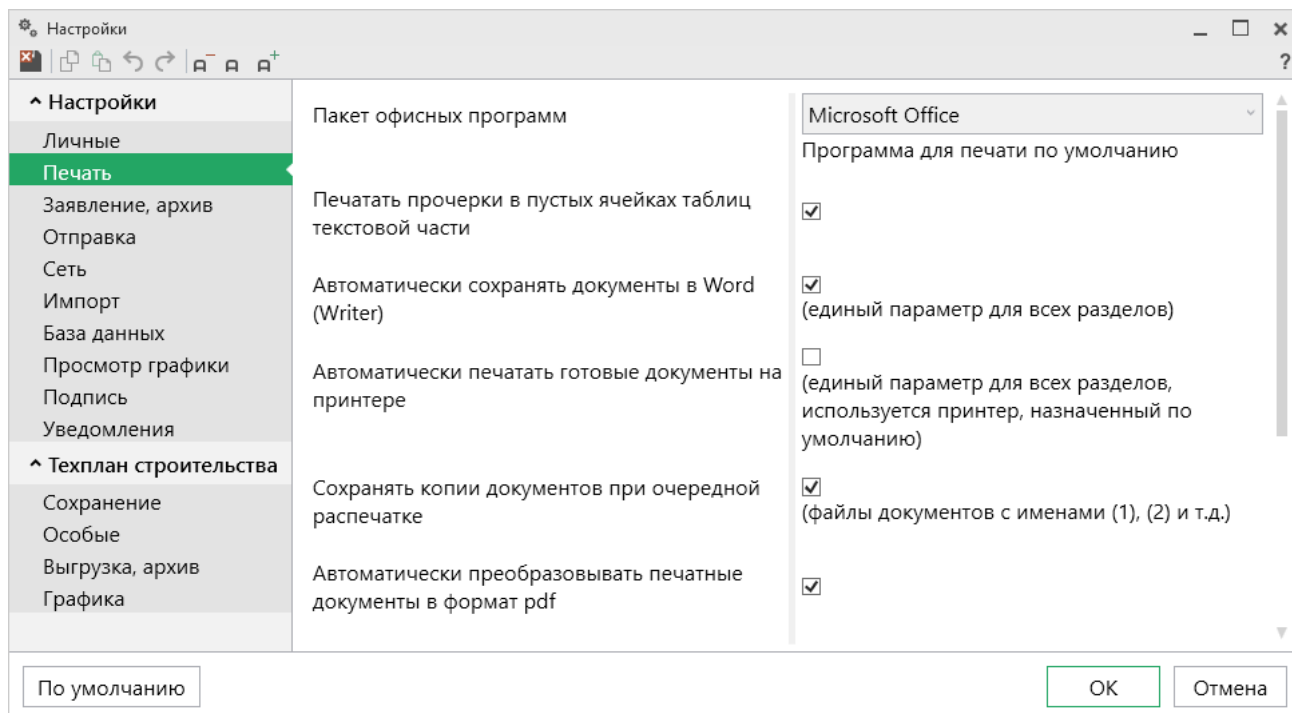 Настройки
?
Настройки
Личные
Печать
Заявление, архив
Отправка
Сеть
Импорт
База данных
Просмотр графики
Подпись
Уведомления
Техплан строительства
Сохранение
Особые
Выгрузка, архив
Графика
Пакет офисных программ
Microsoft Office
Программа для печати по умолчанию
Печатать прочерки в пустых ячейках таблиц
текстовой части
Автоматически сохранять документы в Word
(Writer)
(единый параметр для всех разделов)
Автоматически печатать готовые документы на
принтере
(единый параметр для всех разделов,
используется принтер, назначенный по
умолчанию)
Сохранять копии документов при очередной
распечатке
(файлы документов с именами (1), (2) и т.д.)
Автоматически преобразовывать печатные
документы в формат pdf
По умолчанию
ОК
Отмена